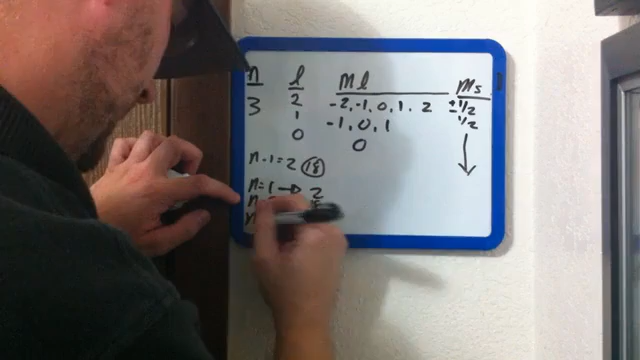 n l ml ms
3 2 -2,-1,0,1,2 ±1/2
1 -1,0,1 1/2
0 0
n-1=2 18
n=1 → 2
n